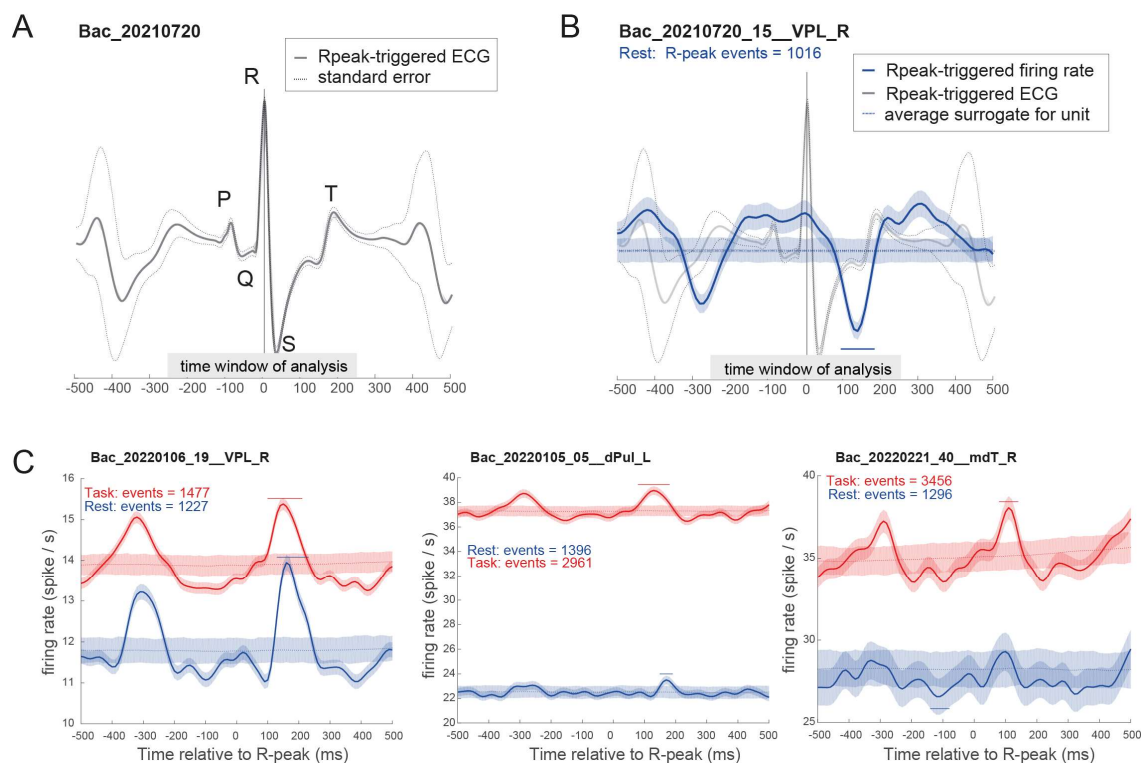 A
Bac_20210720
Rpeak-triggered ECG
standard error
R
P
T
Q
S
time window of analysis
-500 -400 -300 -200 -100 0 100 200 300 400 500
B
Bac_20210720_15__VPL_R
Rest: R-peak events = 1016
Rpeak-triggered firing rate
Rpeak-triggered ECG
average surrogate for unit
time window of analysis
-500 -400 -300 -200 -100 0 100 200 300 400 500
C
Bac_20220106_19__VPL_R
Task: events = 1477
Rest: events = 1227
firing rate (spike / s)
16
15
14
13
12
11
10
-500 -400 -300 -200 -100 0 100 200 300 400 500
Time relative to R-peak (ms)
Bac_20220105_05__dPul_L
Rest: events = 1396
Task: events = 2961
firing rate (spike / s)
40
38
36
34
32
30
28
26
24
22
20
-500 -400 -300 -200 -100 0 100 200 300 400 500
Time relative to R-peak (ms)
Bac_20220221_40__mdT_R
Task: events = 3456
Rest: events = 1296
firing rate (spike / s)
40
35
30
25
-500 -400 -300 -200 -100 0 100 200 300 400 500
Time relative to R-peak (ms)